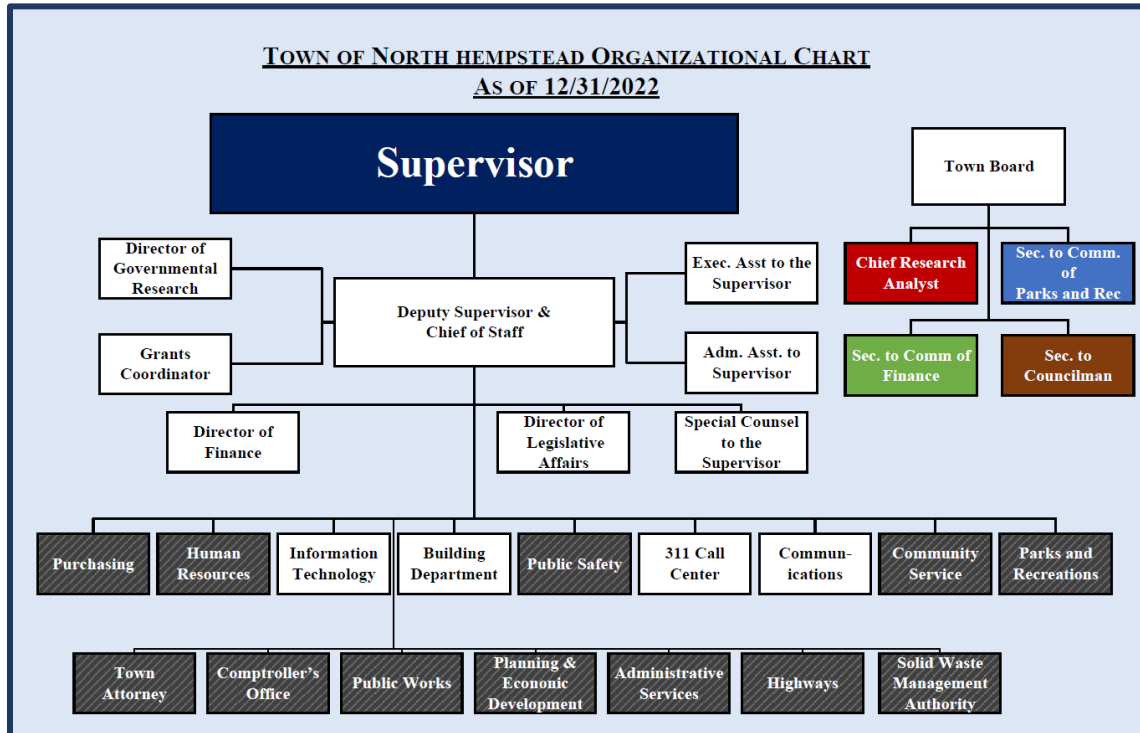 TOWN OF NORTH HEMPSTEAD ORGANIZATIONAL CHART
AS OF 12/31/2022
Supervisor
Town Board
Director of
Governmental
Research
Exec. Asst to the
Supervisor
Chief Research
Analyst
Sec. to Comm.
of
Parks and Rec
Deputy Supervisor &
Chief of Staff
Grants
Coordinator
Adm. Asst. to
Supervisor
Sec. to Comm of
Finance
Sec. to
Councilman
Director of
Finance
Director of
Legislative
Affairs
Special Counsel
to the
Supervisor
Purchasing
Human
Resources
Information
Technology
Building
Department
Public Safety
311 Call
Center
Commun-
ications
Community
Service
Parks and
Recreations
Town
Attorney
Comptroller's
Office
Public Works
Planning &
Econonic
Development
Administrative
Services
Highways
Solid Waste
Management
Authority